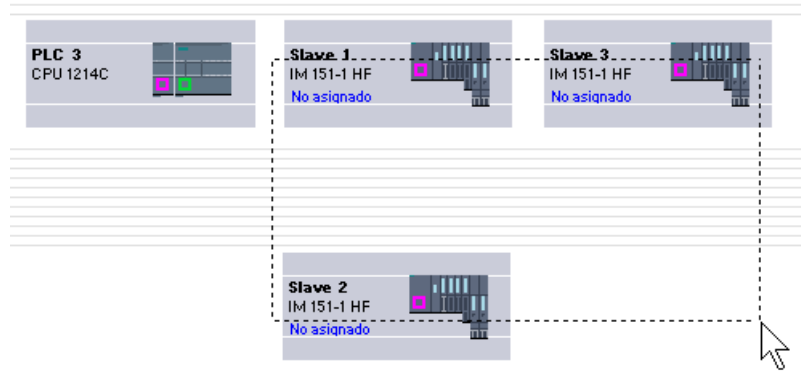 PLC 3
CPU 1214C
Slave 1
IM 151-1 HF
No asignado
Slave 3
IM 151-1 HF
No asignado
Slave 2
IM 151-1 HF
No asignado